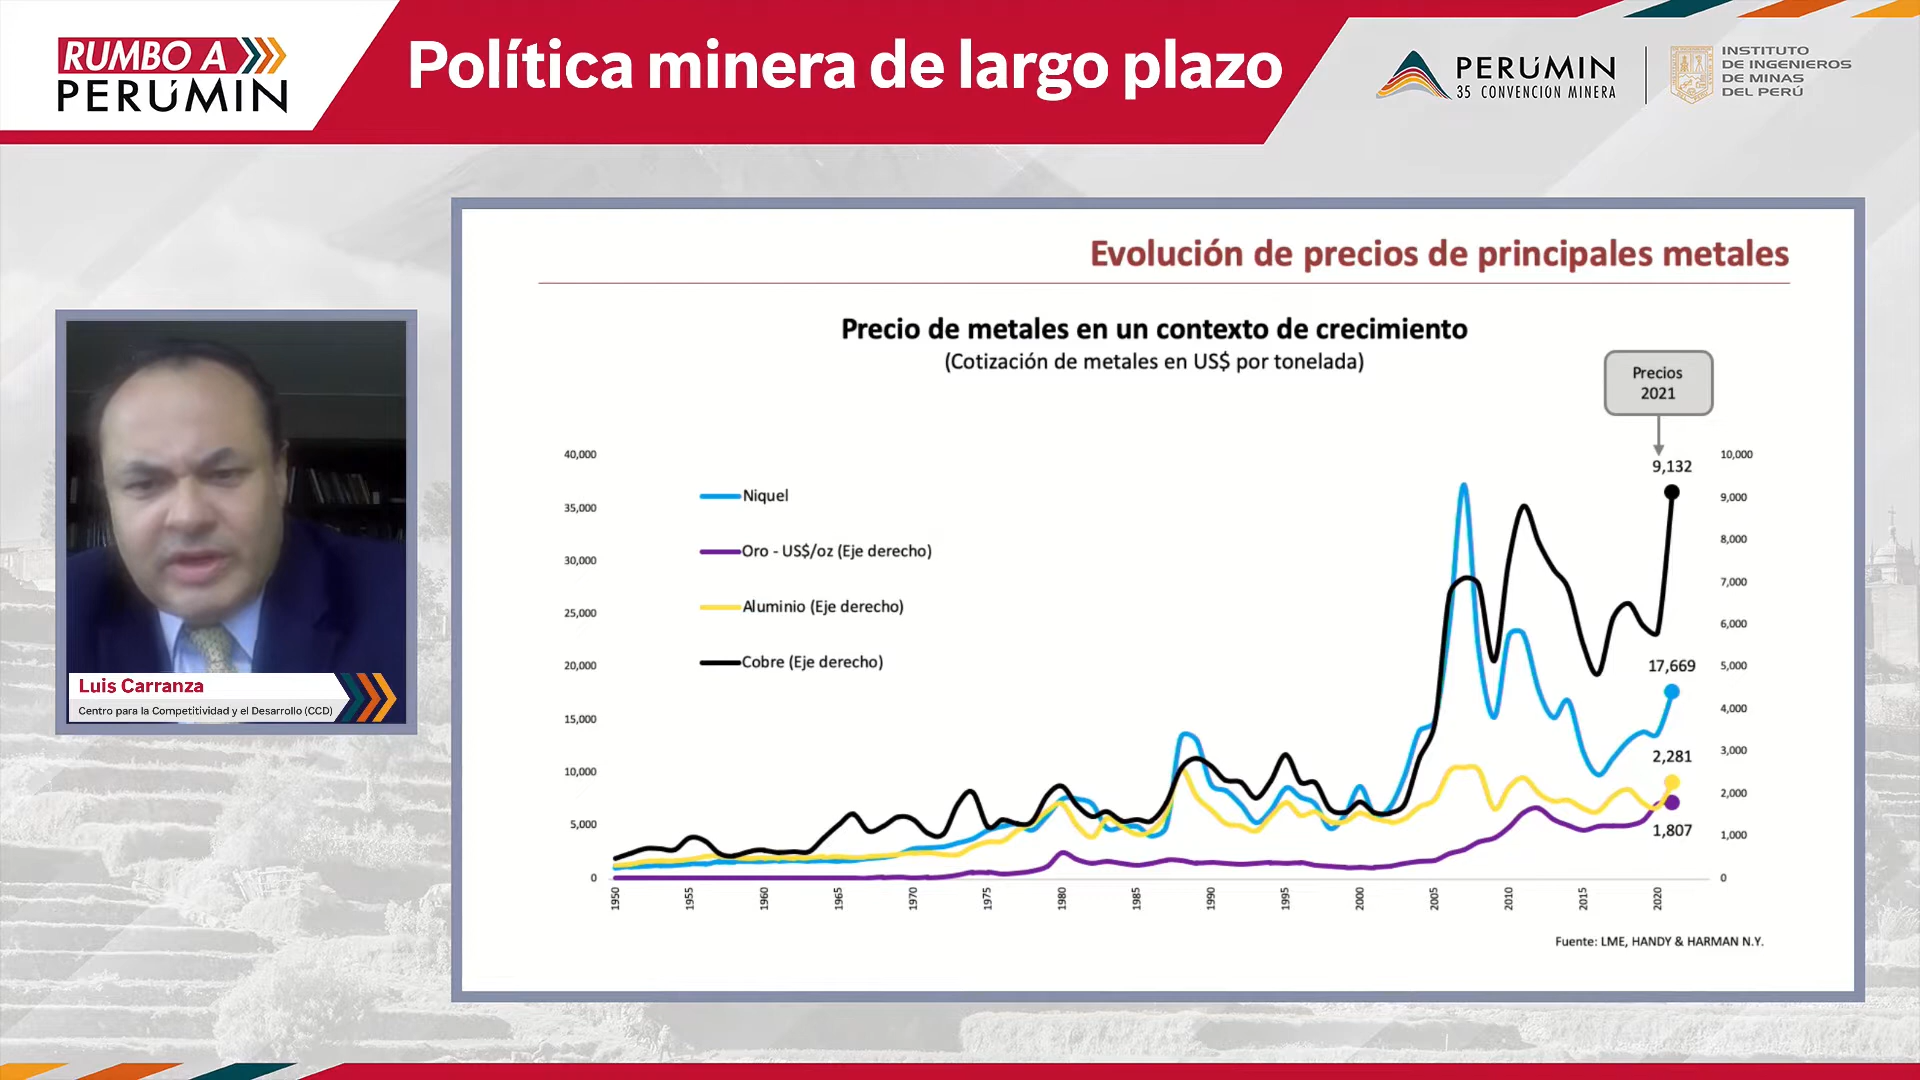 RUMBO A
PERÚMIN
Política minera de largo plazo
PERÚMIN
35 CONVENCIÓN MINERA
INSTITUTO
DE INGENIEROS
DE MINAS
DEL PERÚ
Evolución de precios de principales metales
Precio de metales en un contexto de crecimiento
(Cotización de metales en US$ por tonelada)
Precios
2021
40,000
35,000
30,000
25,000
20,000
15,000
10,000
5,000
0
Niquel
Oro - US$/oz (Eje derecho)
Aluminio (Eje derecho)
Cobre (Eje derecho)
9,132
17,669
2,281
1,807
10,000
9,000
8,000
7,000
6,000
5,000
4,000
3,000
2,000
1,000
0
1950
1955
1960
1965
1970
1975
1980
1985
1990
1995
2000
2005
2010
2015
2020
Fuente: LME, HANDY & HARMAN N.Y.
Luis Carranza
Centro para la Competitividad y el Desarrollo (CCD)